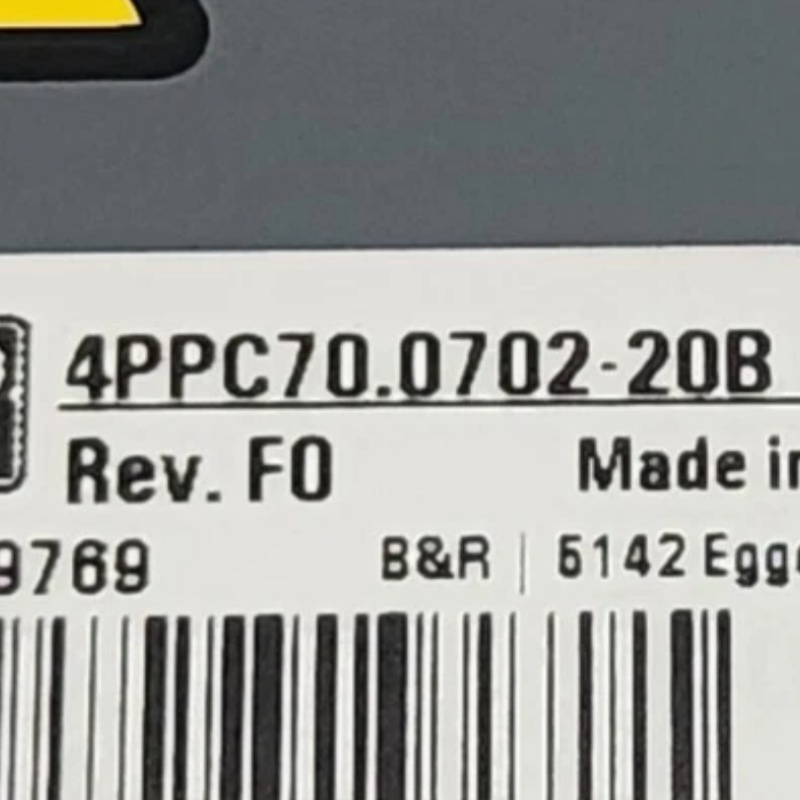 4PPC70.0702-20B
Rev. F0 Made in
9769 B&R | 5142 Egg